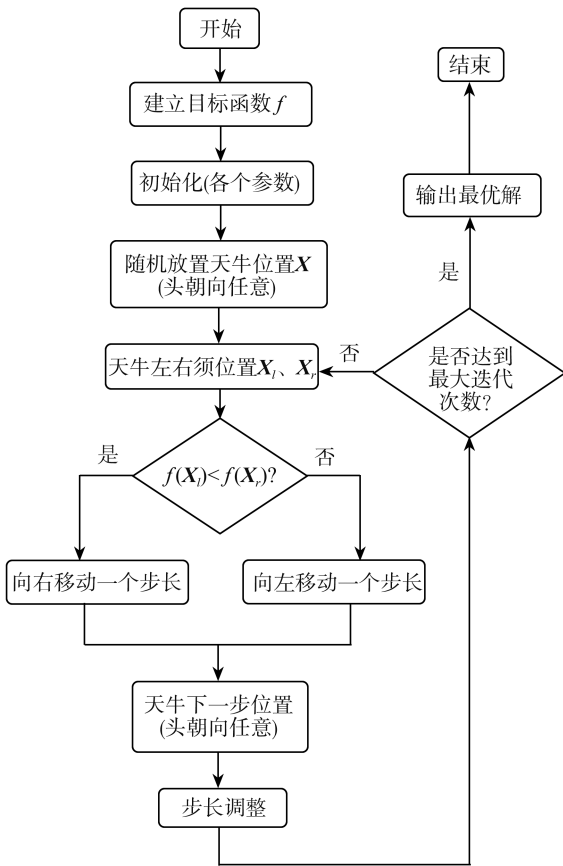 开始
建立目标函数f
初始化(各个参数)
随机放置天牛位置X
(头朝向任意)
天牛左右须位置Xl、Xr
f(Xl)<f(Xr)?
是
否
向右移动一个步长
向左移动一个步长
天牛下一步位置
(头朝向任意)
步长调整
是否达到
最大迭代
次数?
否
是
输出最优解
结束